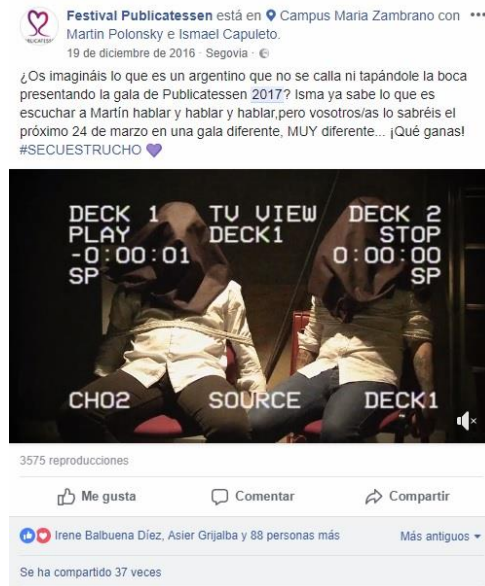 Festival Publicatessen está en Campus Maria Zambrano con
Martin Polonsky e Ismael Capuleto.
19 de diciembre de 2016 · Segovia ·
PUBLICATESSEN
¿Os imagináis lo que es un argentino que no se calla ni tapándole la boca
presentando la gala de Publicatessen 2017? Isma ya sabe lo que es
escuchar a Martín hablar y hablar y hablar,pero vosotros/as lo sabréis el
próximo 24 de marzo en una gala diferente, MUY diferente... ¡Qué ganas!
#SECUESTRUCHO
DECK 1 TV VIEW DECK 2
PLAY DECK1 STOP
-0:00:01 0:00:00
SP SP
CH02 SOURCE DECK1
3575 reproducciones
Me gusta Comentar Compartir
Irene Balbuena Díez, Asier Grijalba y 88 personas más Más antiguos
Se ha compartido 37 veces